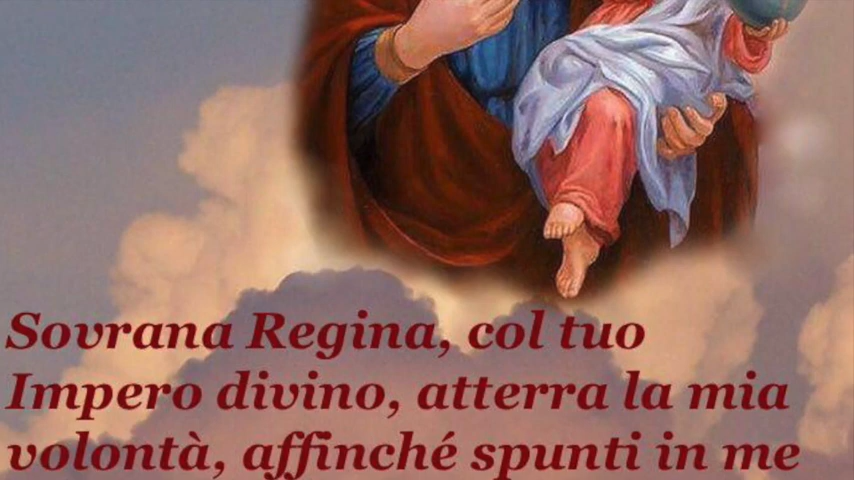 Sovrana Regina, col tuo
Impero divino, atterra la mia
volontà, affinché spunti in me